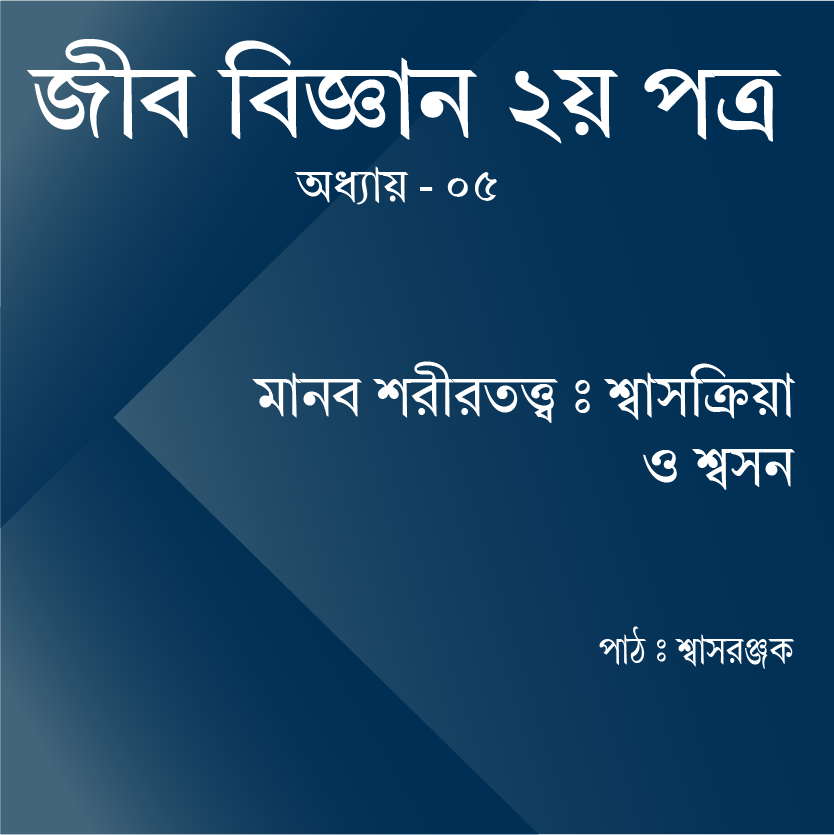 জীব বিজ্ঞান ২য় পত্র
অধ্যায় - ০৫
মানব শরীরতত্ত্ব ঃ শ্বাসক্রিয়া
ও শ্বসন
পাঠ ঃ শ্বাসরঞ্জক